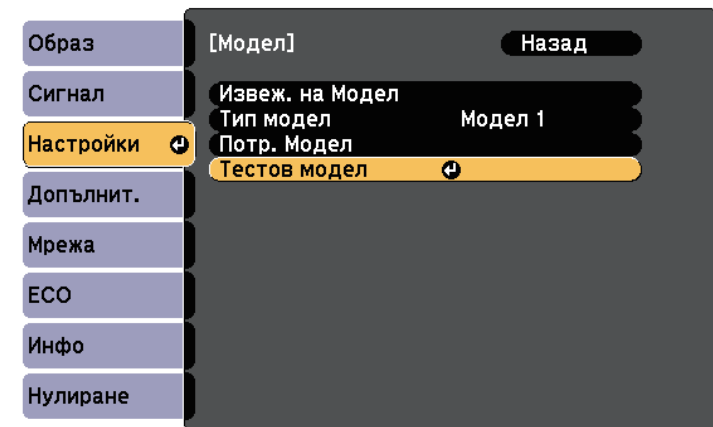 Образ
Сигнал
Настройки
Допълнит.
Мрежа
ECO
Инфо
Нулиране
[Модел] Назад
Извеж. на Модел
Тип модел Модел 1
Потр. Модел
Тестов модел